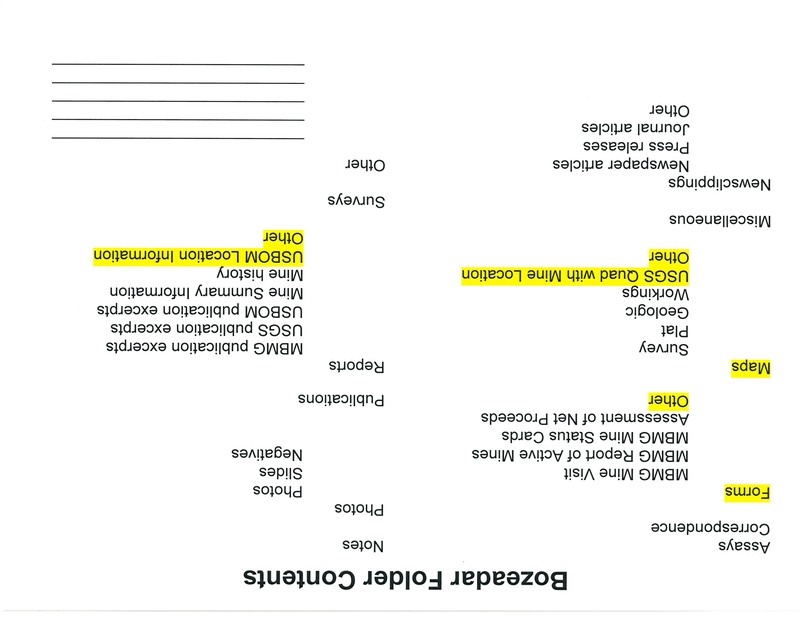 Bozeadar Folder Contents
Assays
Correspondence
Forms
MBMG Mine Visit
MBMG Report of Active Mines
MBMG Mine Status Cards
Assessment of Net Proceeds
Other
Maps
Survey
Plat
Geologic
Workings
USGS Quad with Mine Location
Other
Miscellaneous
Newsclippings
Newspaper articles
Press releases
Journal articles
Other
Notes
Photos
Photos
Slides
Negatives
Publications
Reports
MBMG publication excerpts
USGS publication excerpts
USBOM publication excerpts
Mine Summary Information
Mine history
USBOM Location Information
Other
Surveys
Other